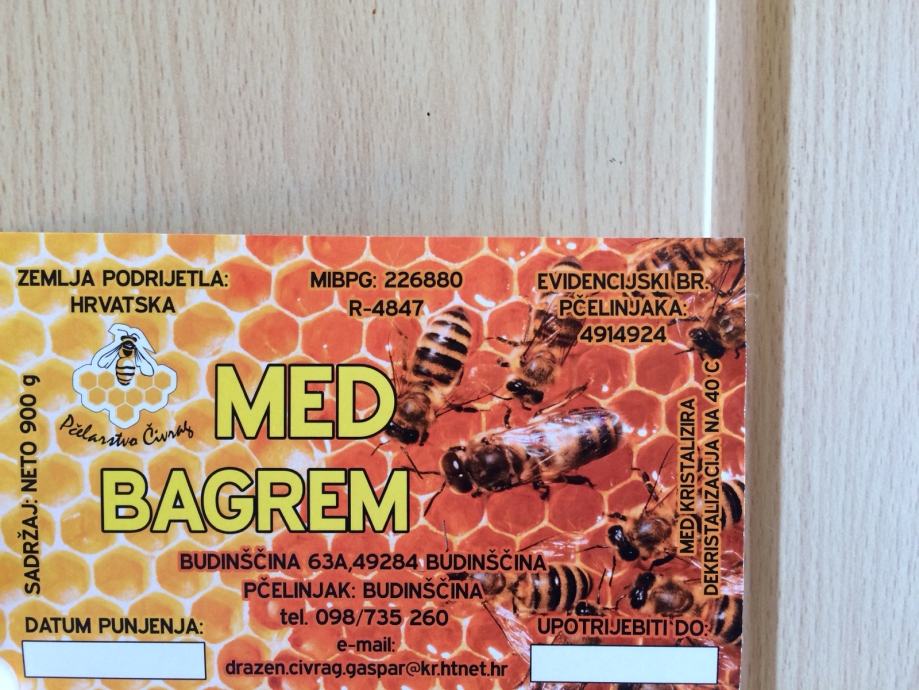 ZEMLJA PODRIJETLA:
HRVATSKA
MIBPG: 226880
R-4847
EVIDENCIJSKI BR.
PČELINJAKA:
4914924
Pčelarstvo Čivrag
SADRŽAJ: NETO 900 g
MED
BAGREM
MED KRISTALIZIRA
DEKRISTALIZACIJA NA 40°C
BUDINŠČINA 63A,49284 BUDINŠČINA
PČELINJAK: BUDINŠČINA
tel. 098/735 260
e-mail:
drazen.civrag.gaspar@kr.htnet.hr
DATUM PUNJENJA:
UPOTRIJEBITI DO: